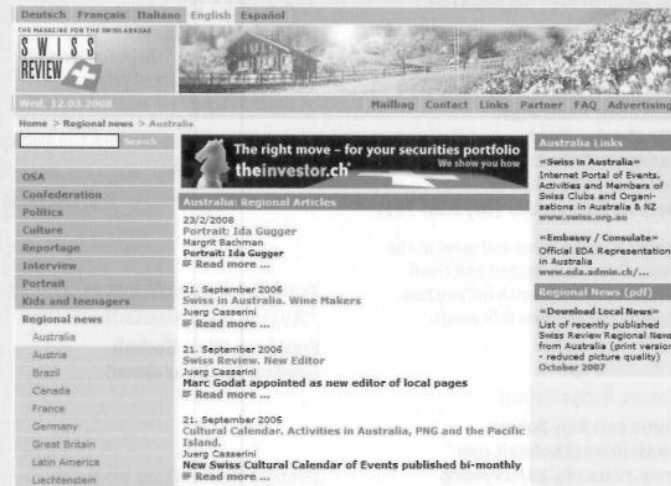 Deutsch Français Italiano English Español
THE MAGAZINE FOR THE SWISS ABROAD
SWISS
REVIEW
Wed, 12.03.2008
Mailbag Contact Links Partner FAQ Advertising
Home > Regional news > Australia
Search
OSA
Confederation
Politics
Culture
Reportage
Interview
Portrait
Kids and teenagers
Regional news
Australia
Austria
Brazil
Canada
France
Germany
Great Britain
Latin America
Liechtenstein
The right move – for your securities portfolio
theinvestor.ch
We show you how
Australia: Regional Articles
23/2/2008
Portrait: Ida Gugger
Margrit Bachman
Portrait: Ida Gugger
Read more ...
21. September 2006
Swiss in Australia. Wine Makers
Juerg Casserini
Read more ...
21. September 2006
Swiss Review. New Editor
Juerg Casserini
Marc Godat appointed as new editor of local pages
Read more ...
21. September 2006
Cultural Calendar. Activities in Australia, PNG and the Pacific
Island.
Juerg Casserini
New Swiss Cultural Calendar of Events published bi-monthly
Read more ...
Australia Links
=Swiss in Australia=
Internet Portal of Events,
Activities and Members of
Swiss Clubs and Organi-
sations in Australia & NZ
www.swiss.org.au
=Embassy / Consulate=
Official EDA Representation
in Australia
www.eda.admin.ch/...
Regional News (pdf)
=Download Local News=
List of recently published
Swiss Review Regional News
from Australia (print version
- reduced picture quality)
October 2007